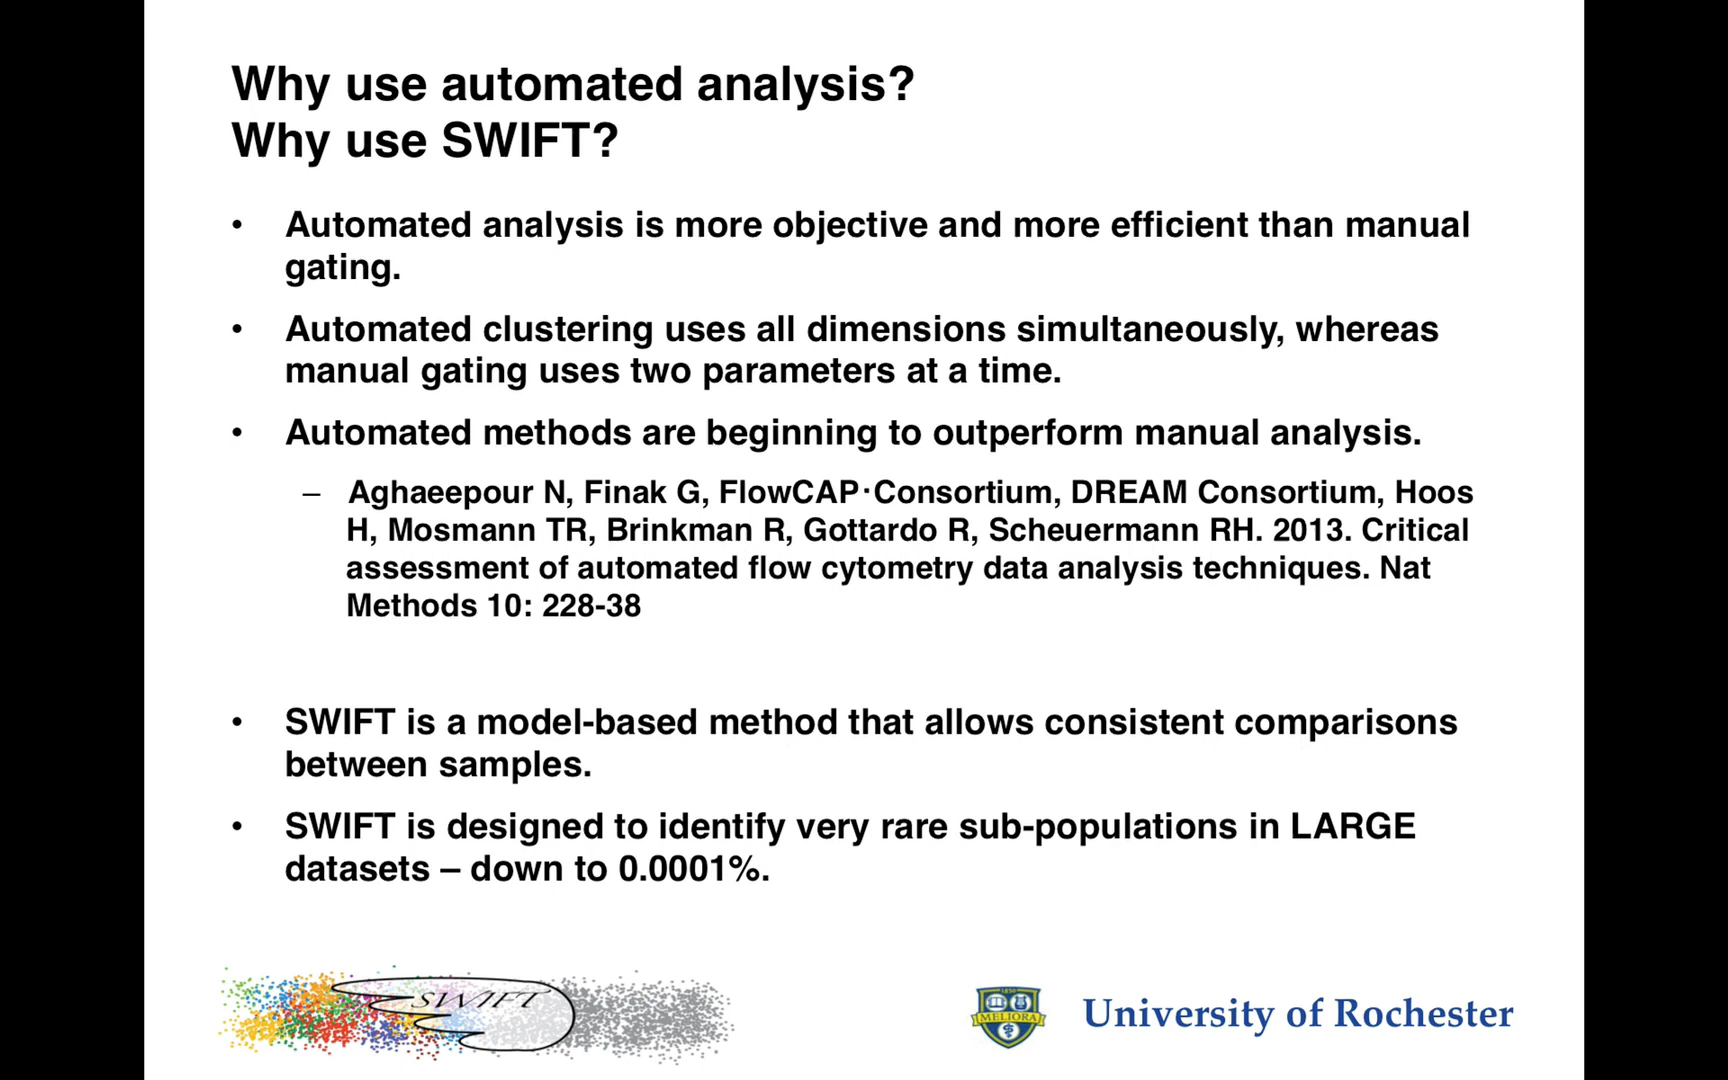 Why use automated analysis?
Why use SWIFT?
• Automated analysis is more objective and more efficient than manual
gating.
• Automated clustering uses all dimensions simultaneously, whereas
manual gating uses two parameters at a time.
• Automated methods are beginning to outperform manual analysis.
– Aghaeepour N, Finak G, FlowCAP·Consortium, DREAM Consortium, Hoos
H, Mosmann TR, Brinkman R, Gottardo R, Scheuermann RH. 2013. Critical
assessment of automated flow cytometry data analysis techniques. Nat
Methods 10: 228-38
• SWIFT is a model-based method that allows consistent comparisons
between samples.
• SWIFT is designed to identify very rare sub-populations in LARGE
datasets – down to 0.0001%.
SWIFT
1850
MELIORA
University of Rochester